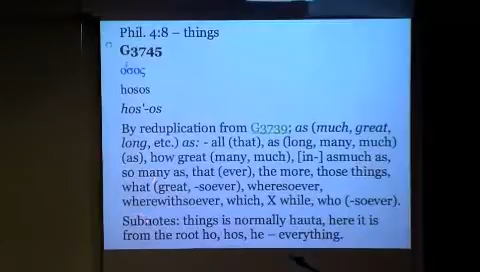 Phil. 4:8 – things
G3745
ὅσος
hosos
hos'-os
By reduplication from G3739; as (much, great,
long, etc.) as: - all (that), as (long, many, much)
(as), how great (many, much), [in-] asmuch as,
so many as, that (ever), the more, those things,
what (great, -soever), wheresoever,
wherewithsoever, which, X while, who (-soever).
Subnotes: things is normally hauta, here it is
from the root ho, hos, he – everything.